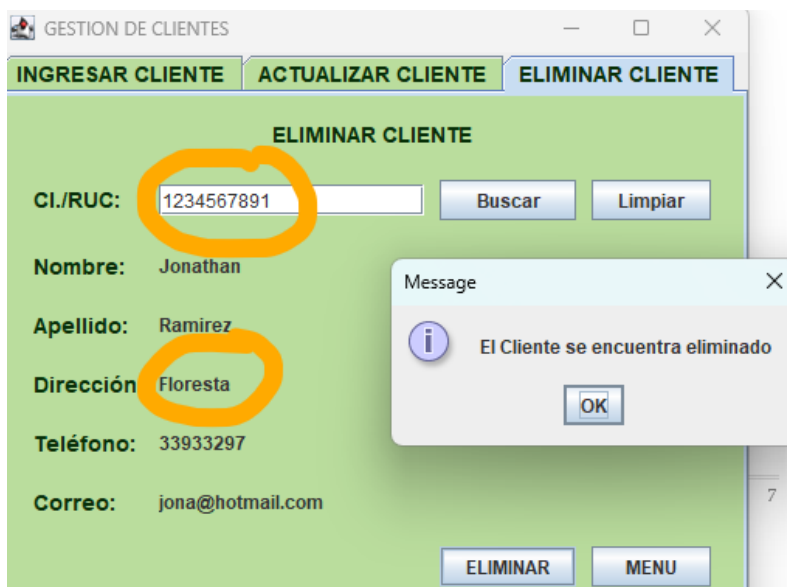 GESTION DE CLIENTES
INGRESAR CLIENTE ACTUALIZAR CLIENTE ELIMINAR CLIENTE
ELIMINAR CLIENTE
CI./RUC: 1234567891 Buscar Limpiar
Nombre: Jonathan
Apellido: Ramirez
Dirección Floresta
Teléfono: 33933297
Correo: jona@hotmail.com
ELIMINAR MENU
Message
El Cliente se encuentra eliminado
OK
7